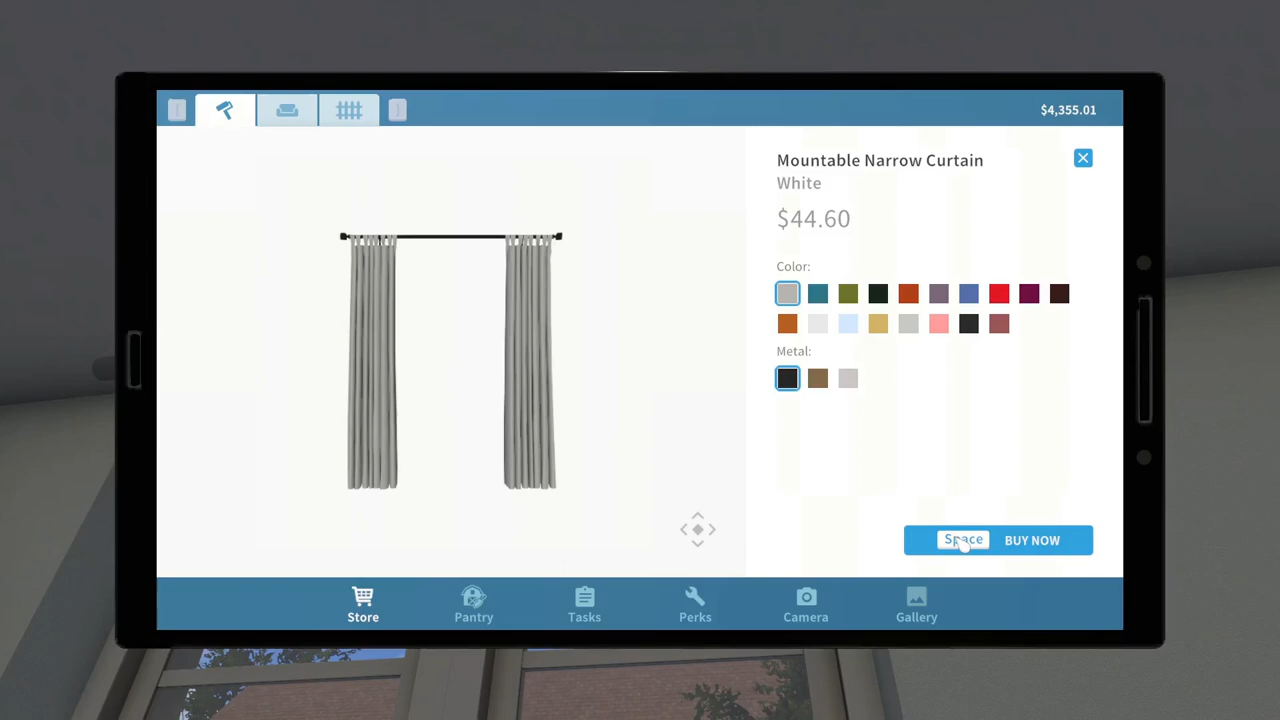 $4,355.01
Mountable Narrow Curtain
White
$44.60
Color:
Metal:
Space BUY NOW
Store Pantry Tasks Perks Camera Gallery